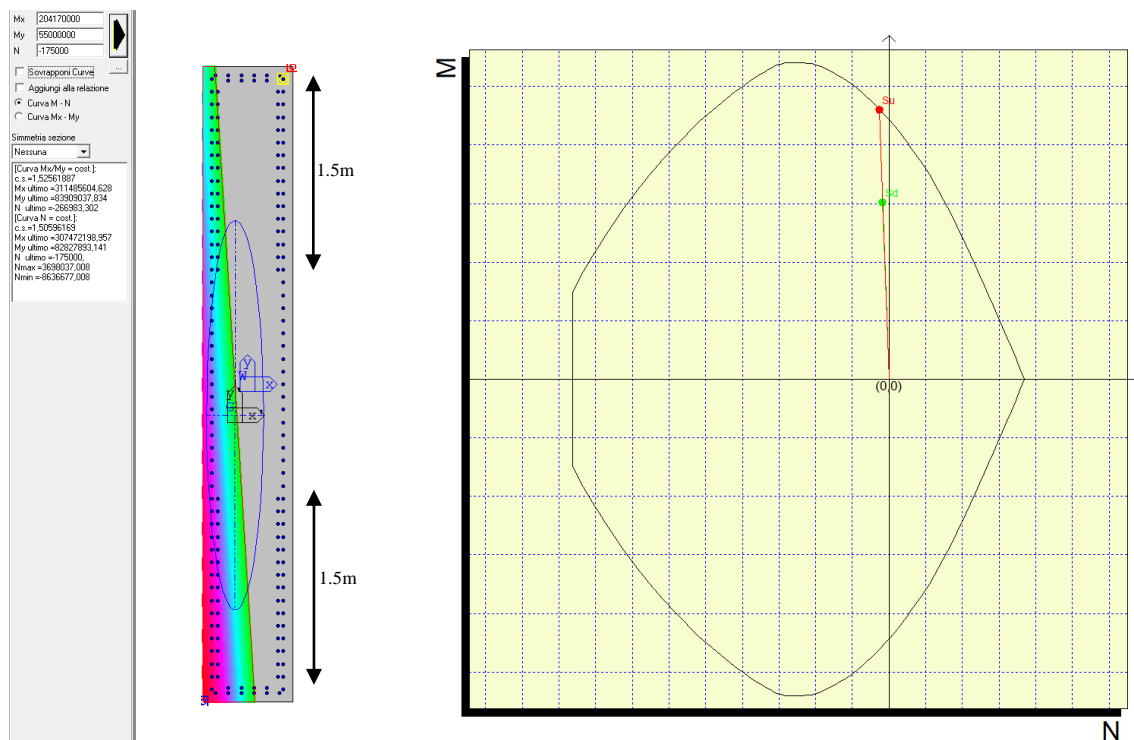 Mx 204170000
My 55000000
N -175000
...
Sovrapponi Curve
Aggiungi alla relazione
Curva M - N
Curva Mx - My
Simmetria sezione
Nessuna
[Curva Mx/My = cost.]:
c.s.=1,52561887
Mx ultimo =311485604,628
My ultimo =83909037,834
N ultimo =-266983,302
[Curva N = cost.]:
c.s.=1,50596169
Mx ultimo =307472198,957
My ultimo =82827893,141
N ultimo =-175000,
Nmax =3698037,008
Nmin =-8636677,008
1.5m
y
W
x
y
G
x
1.5m
M
Su
Sd
(0,0)
N